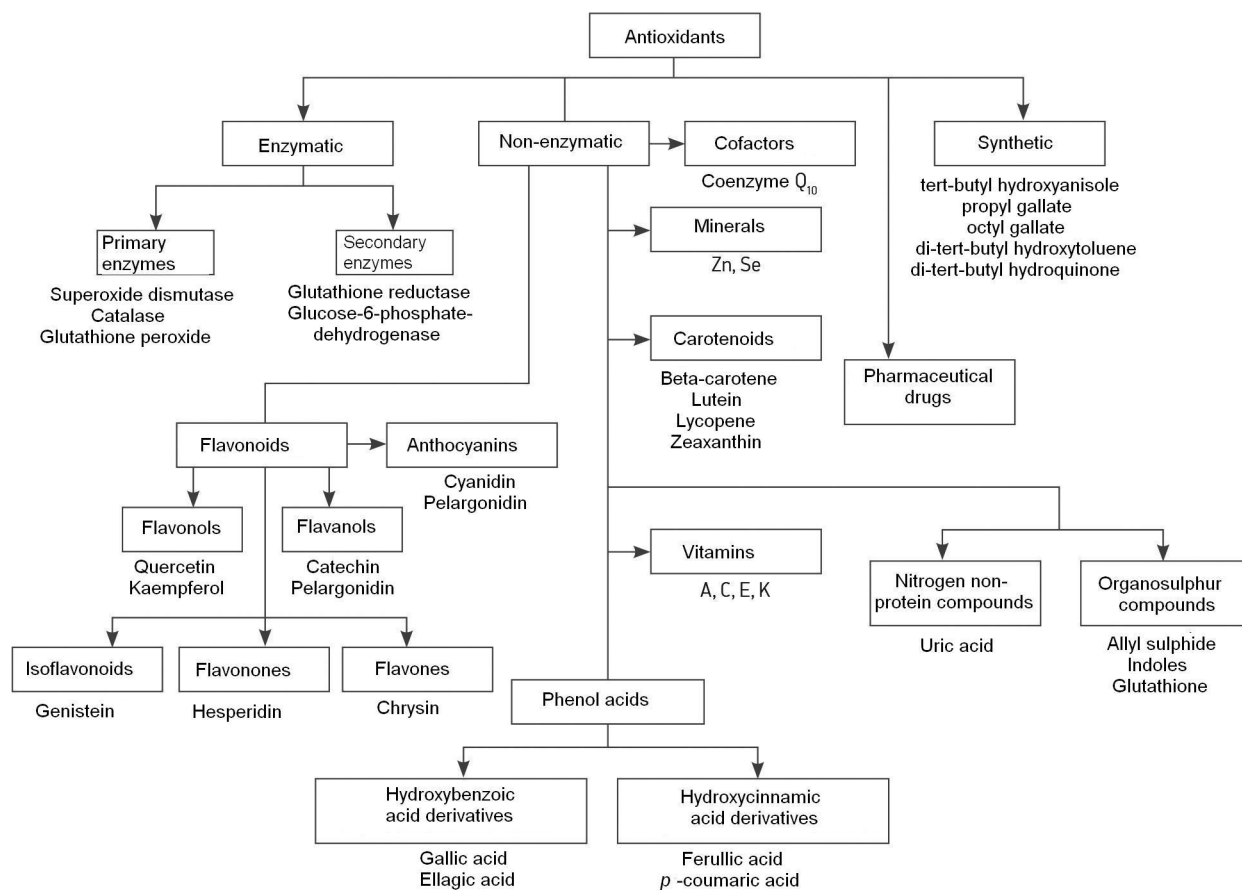 Antioxidants
Enzymatic
Non-enzymatic
Cofactors
Synthetic
Coenzyme Q10
tert-butyl hydroxyanisole
propyl gallate
octyl gallate
di-tert-butyl hydroxytoluene
di-tert-butyl hydroquinone
Primary
enzymes
Secondary
enzymes
Minerals
Zn, Se
Superoxide dismutase
Catalase
Glutathione peroxide
Glutathione reductase
Glucose-6-phosphate-
dehydrogenase
Carotenoids
Beta-carotene
Lutein
Lycopene
Zeaxanthin
Pharmaceutical
drugs
Flavonoids
Anthocyanins
Cyanidin
Pelargonidin
Flavonols
Flavanols
Quercetin
Kaempferol
Catechin
Pelargonidin
Vitamins
A, C, E, K
Nitrogen non-
protein compounds
Organosulphur
compounds
Uric acid
Allyl sulphide
Indoles
Glutathione
Isoflavonoids
Flavonones
Flavones
Genistein
Hesperidin
Chrysin
Phenol acids
Hydroxybenzoic
acid derivatives
Hydroxycinnamic
acid derivatives
Gallic acid
Ellagic acid
Ferullic acid
p -coumaric acid